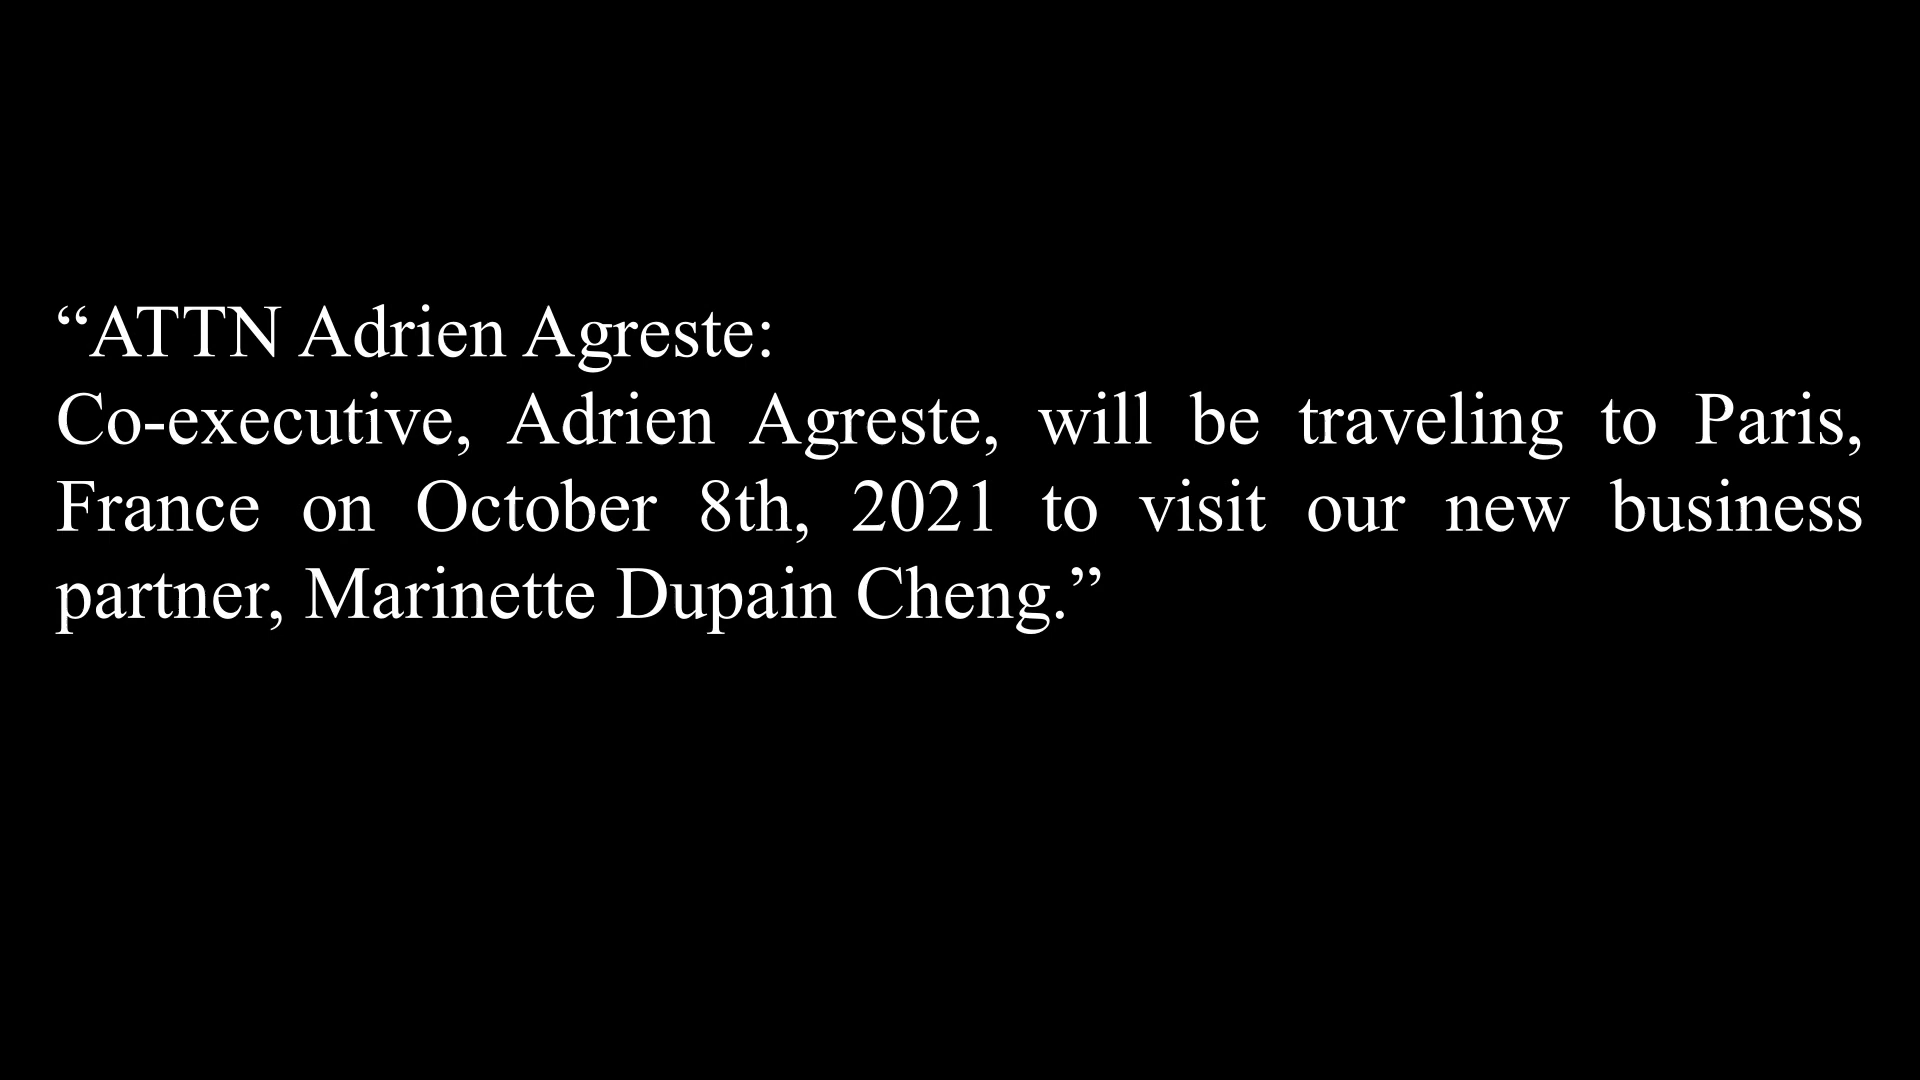 “ATTN Adrien Agreste:
Co-executive, Adrien Agreste, will be traveling to Paris,
France on October 8th, 2021 to visit our new business
partner, Marinette Dupain Cheng.”